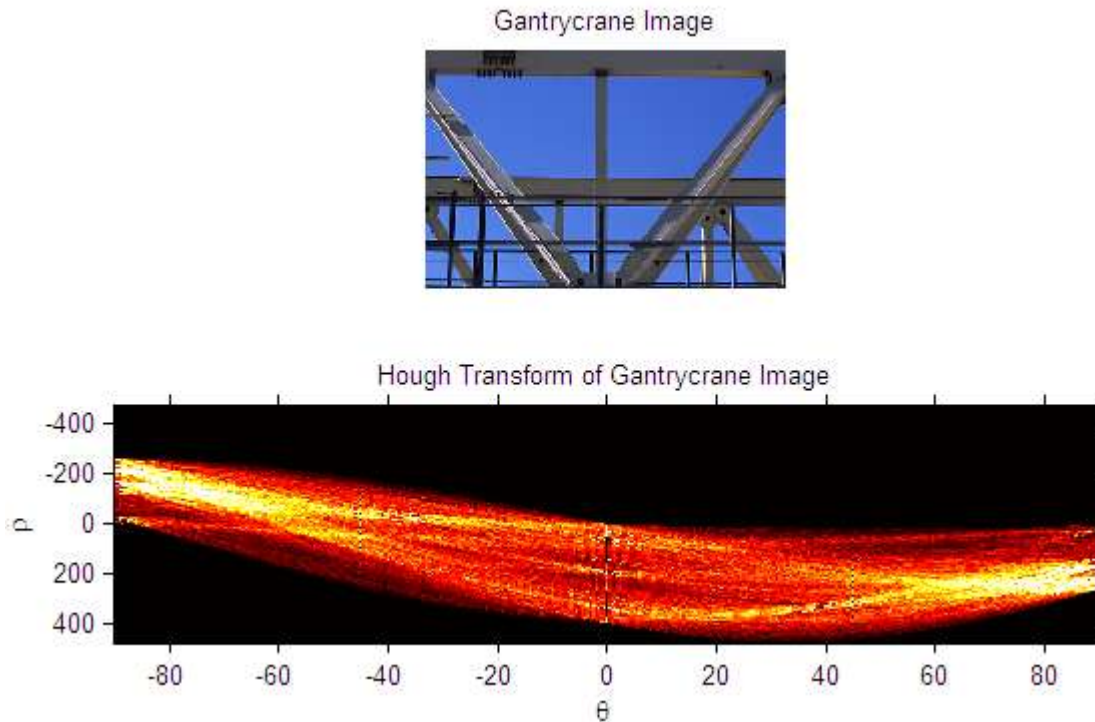 Gantrycrane Image
Hough Transform of Gantrycrane Image
-400
-200
0
200
400
ρ
-80 -60 -40 -20 0 20 40 60 80
θ